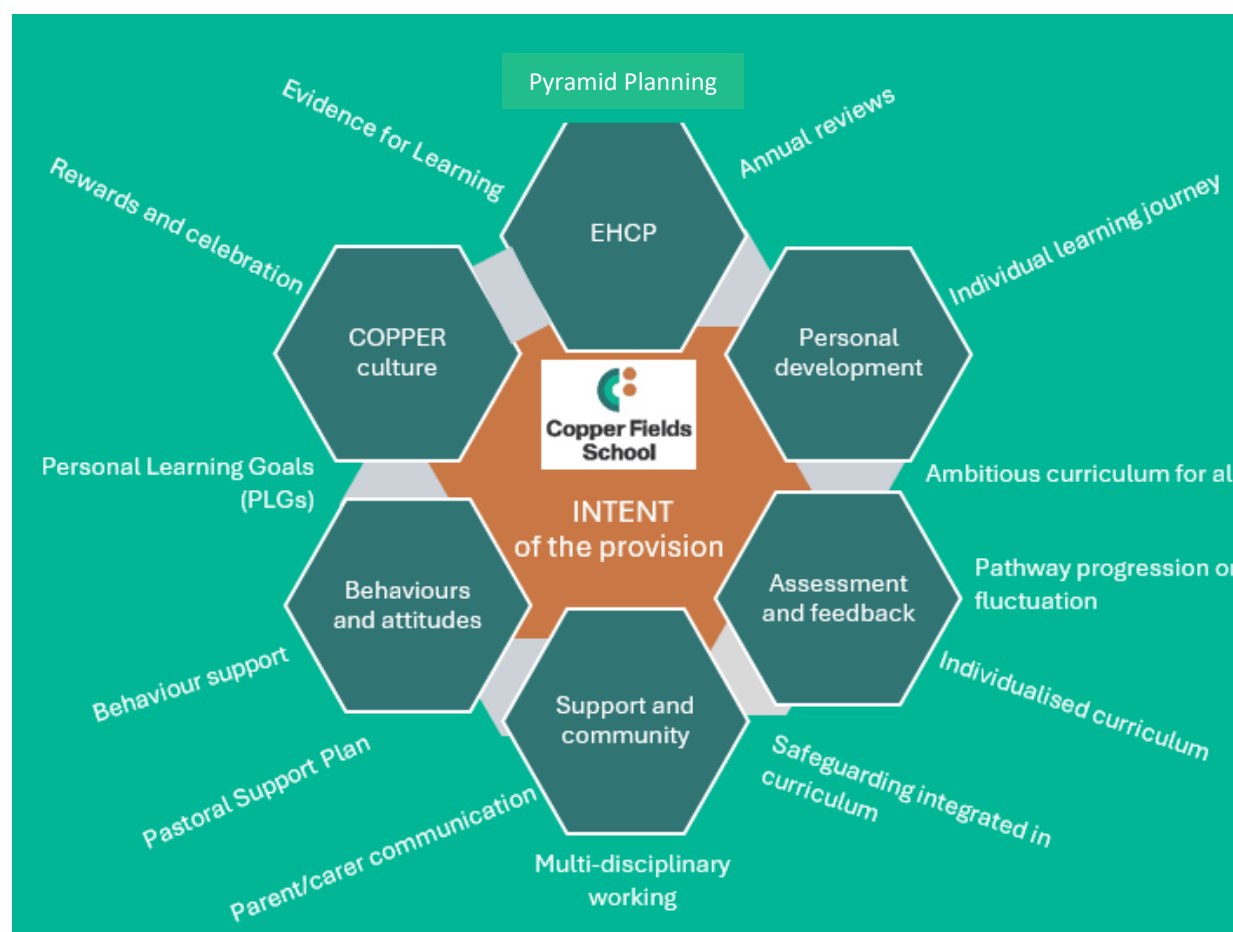 Pyramid Planning
Evidence for Learning
Annual reviews
Rewards and celebration
Individual learning journey
EHCP
COPPER
culture
Personal
development
Copper Fields
School
Personal Learning Goals
(PLGs)
Ambitious curriculum for al
INTENT
of the provision
Behaviours
and attitudes
Assessment
and feedback
Pathway progression or
fluctuation
Behaviour support
Individualised curriculum
Support and
community
Pastoral Support Plan
Safeguarding integrated in
curriculum
Parent/carer communication
Multi-disciplinary
working